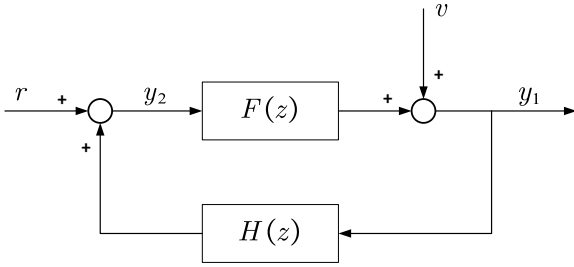 v
+
r + y₂ F(z) + y₁
+
H(z)